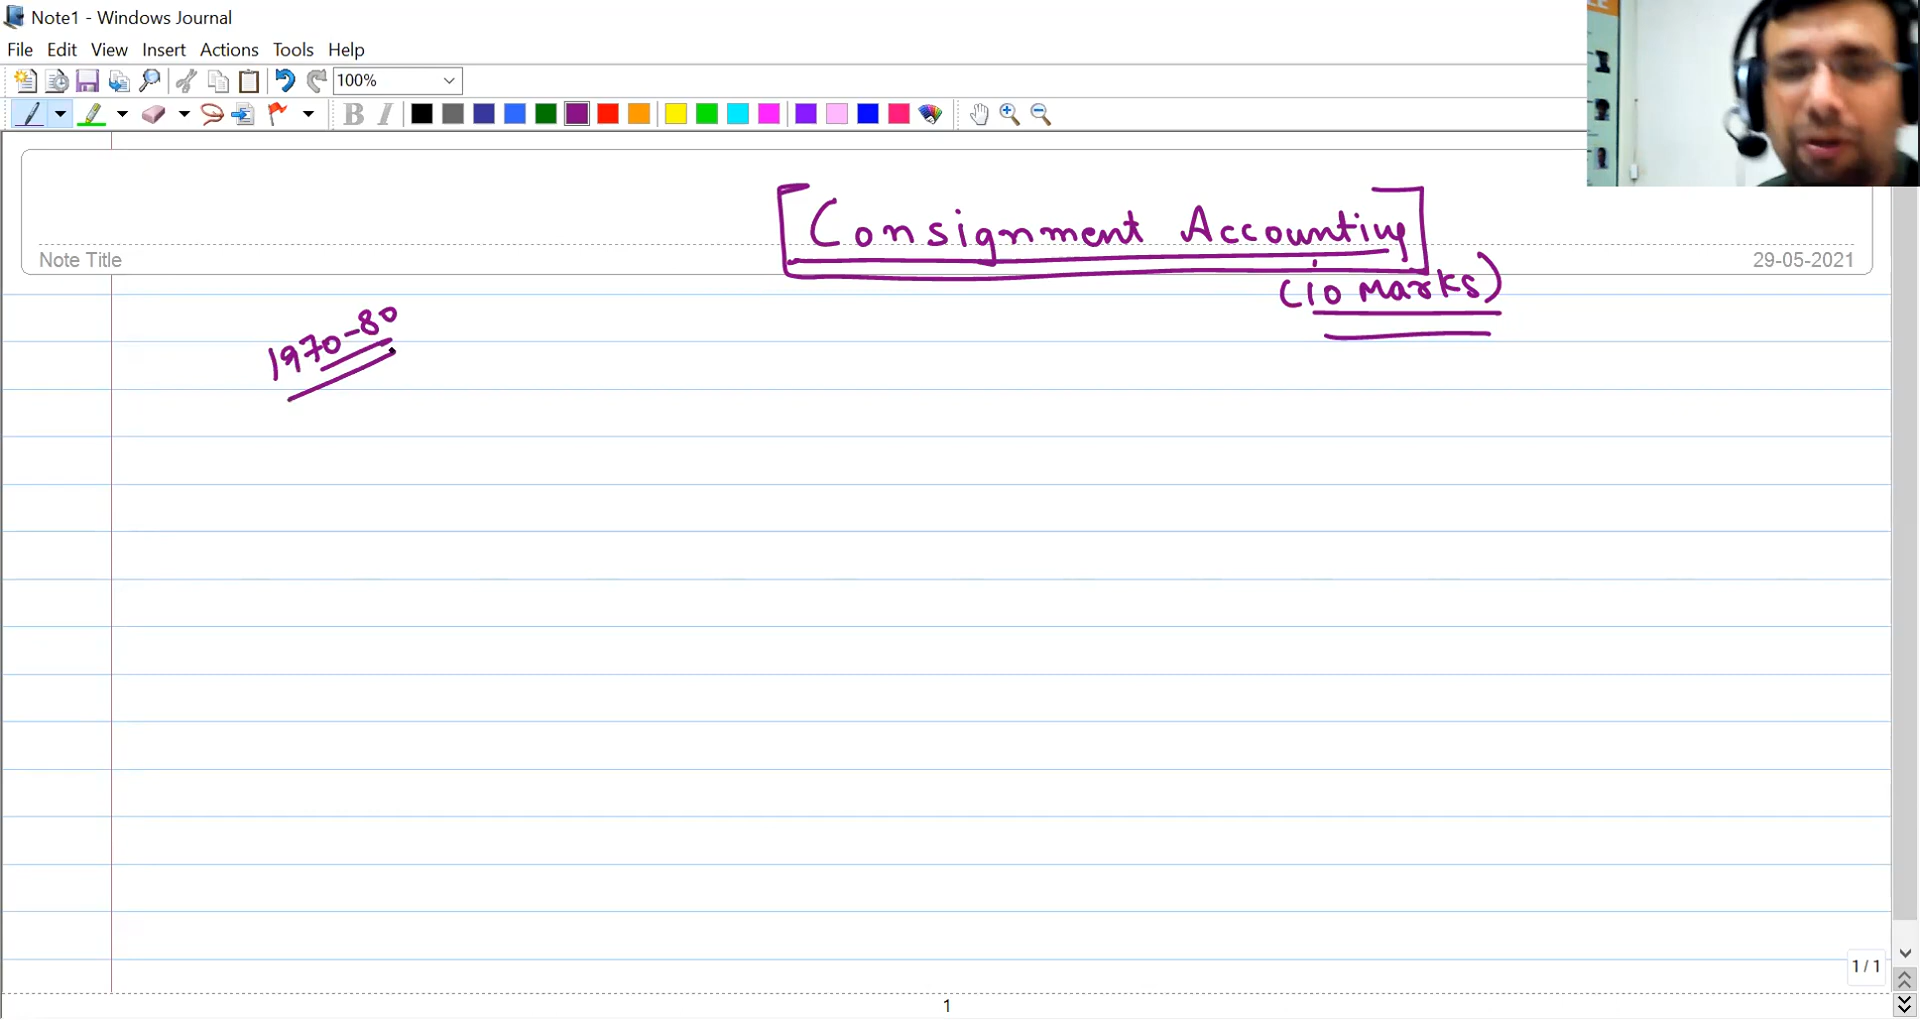 Note1 - Windows Journal
File Edit View Insert Actions Tools Help
100%
B I
LE
[Consignment Accounting]
Note Title
29-05-2021
(10 Marks)
1970-80
1 / 1
1